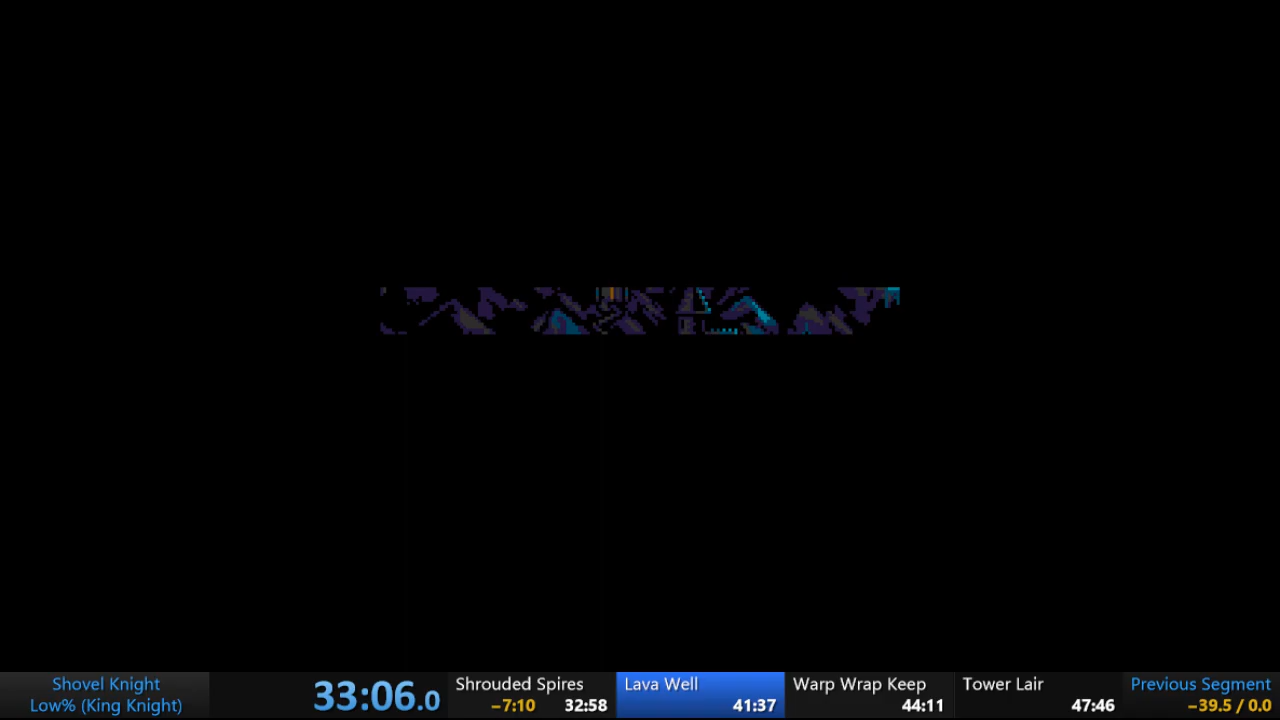 Shovel Knight
Low% (King Knight)
33:06.0
Shrouded Spires
−7:10 32:58
Lava Well
41:37
Warp Wrap Keep
44:11
Tower Lair
47:46
Previous Segment
−39.5 / 0.0